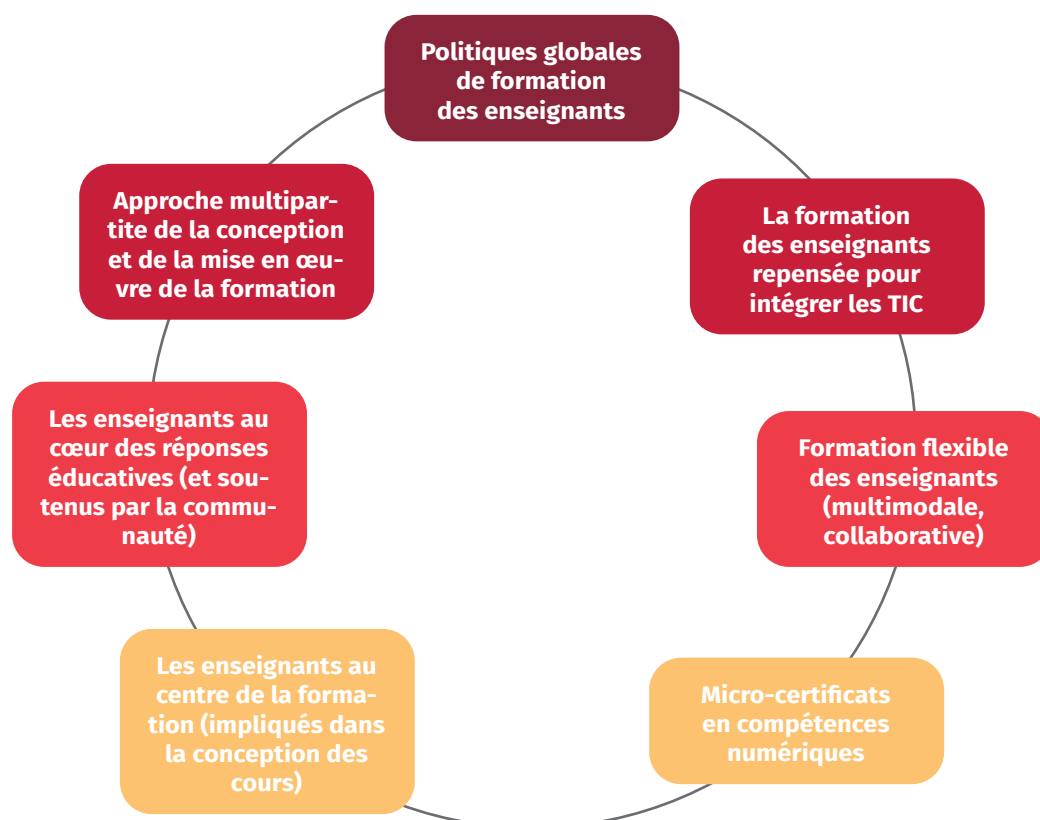 Politiques globales
de formation
des enseignants
Approche multipar-
tite de la conception
et de la mise en œu-
vre de la formation
La formation
des enseignants
repensée pour
intégrer les TIC
Les enseignants au
cœur des réponses
éducatives (et sou-
tenus par la commu-
nauté)
Formation flexible
des enseignants
(multimodale,
collaborative)
Les enseignants au
centre de la forma-
tion (impliqués dans
la conception des
cours)
Micro-certificats
en compétences
numériques